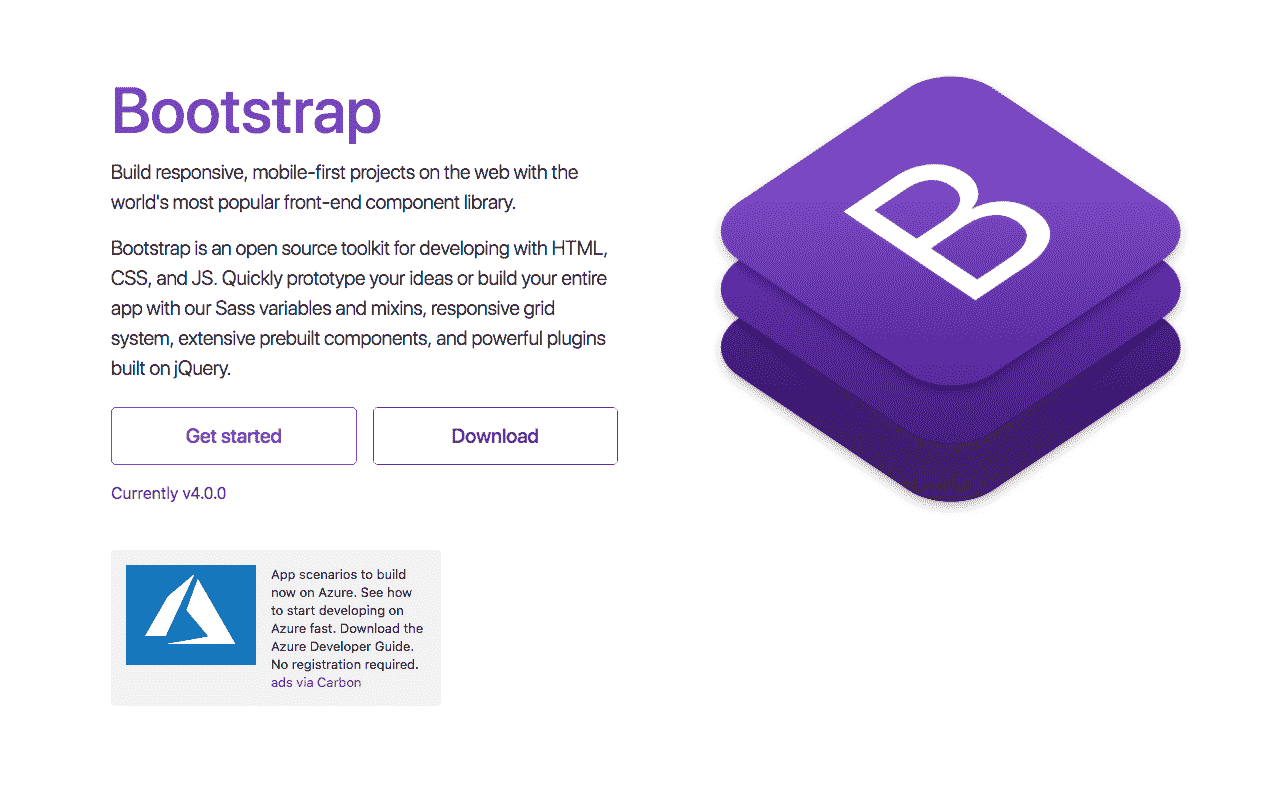 Bootstrap
Build responsive, mobile-first projects on the web with the
world's most popular front-end component library.
Bootstrap is an open source toolkit for developing with HTML,
CSS, and JS. Quickly prototype your ideas or build your entire
app with our Sass variables and mixins, responsive grid
system, extensive prebuilt components, and powerful plugins
built on jQuery.
Get started
Download
Currently v4.0.0
App scenarios to build
now on Azure. See how
to start developing on
Azure fast. Download the
Azure Developer Guide.
No registration required.
ads via Carbon
B